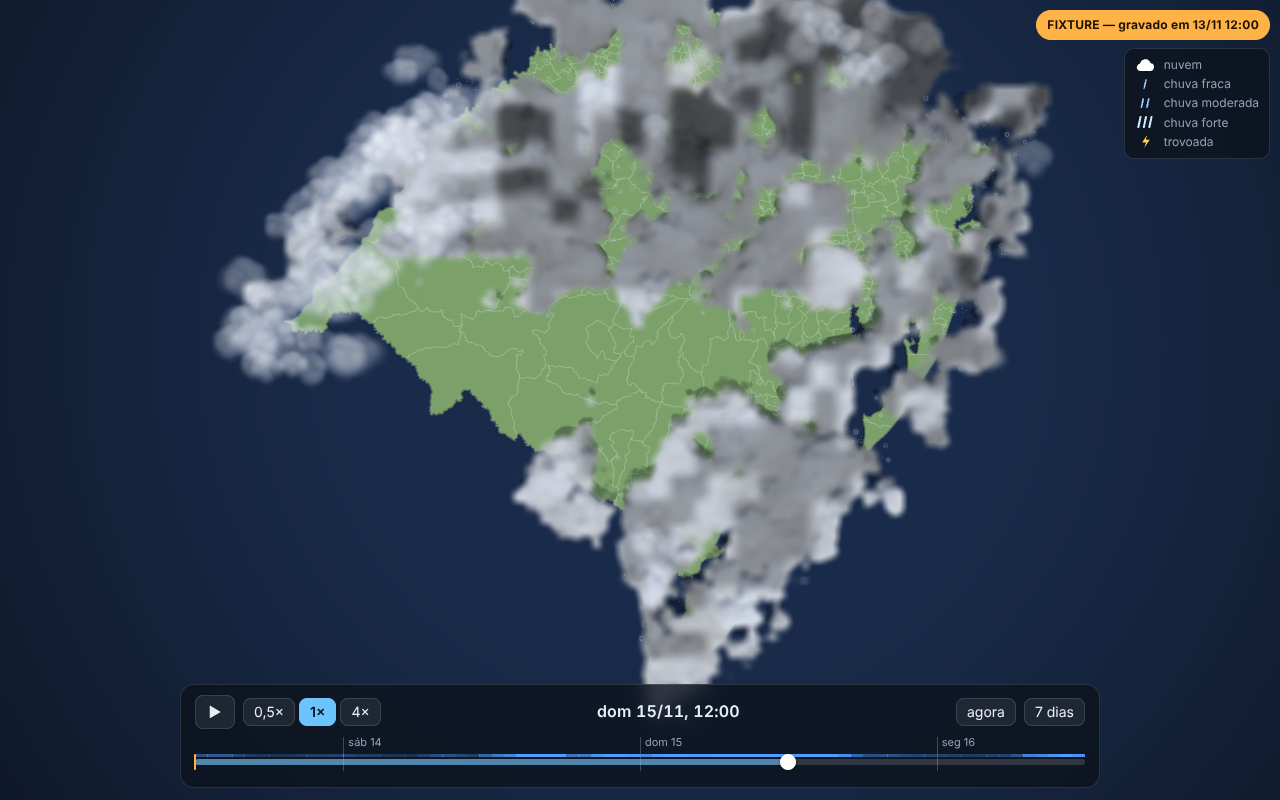 FIXTURE — gravado em 13/11 12:00
nuvem
chuva fraca
chuva moderada
chuva forte
trovoada
0,5× 1× 4× dom 15/11, 12:00 agora 7 dias
sáb 14 dom 15 seg 16